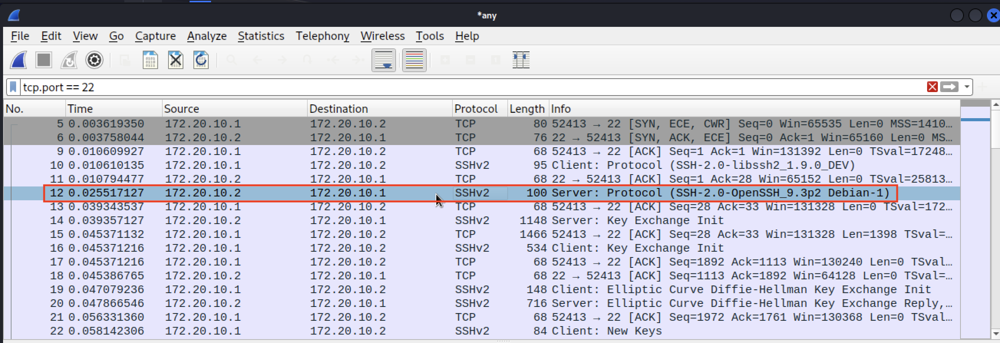 *any
File Edit View Go Capture Analyze Statistics Telephony Wireless Tools Help
tcp.port == 22
No. Time Source Destination Protocol Length Info
5 0.003619350 172.20.10.1 172.20.10.2 TCP 80 52413 → 22 [SYN, ECE, CWR] Seq=0 Win=65535 Len=0 MSS=1410…
6 0.003758044 172.20.10.2 172.20.10.1 TCP 76 22 → 52413 [SYN, ACK, ECE] Seq=0 Ack=1 Win=65160 Len=0 MS…
9 0.010609927 172.20.10.1 172.20.10.2 TCP 68 52413 → 22 [ACK] Seq=1 Ack=1 Win=131392 Len=0 TSval=17248…
10 0.010610135 172.20.10.1 172.20.10.2 SSHv2 95 Client: Protocol (SSH-2.0-libssh2_1.9.0_DEV)
11 0.010794477 172.20.10.2 172.20.10.1 TCP 68 22 → 52413 [ACK] Seq=1 Ack=28 Win=65152 Len=0 TSval=25813…
12 0.025517127 172.20.10.2 172.20.10.1 SSHv2 100 Server: Protocol (SSH-2.0-OpenSSH_9.3p2 Debian-1)
13 0.039343537 172.20.10.1 172.20.10.2 TCP 68 52413 → 22 [ACK] Seq=28 Ack=33 Win=131328 Len=0 TSval=172…
14 0.039357127 172.20.10.2 172.20.10.1 SSHv2 1148 Server: Key Exchange Init
15 0.045371132 172.20.10.1 172.20.10.2 TCP 1466 52413 → 22 [ACK] Seq=28 Ack=33 Win=131328 Len=1398 TSval=…
16 0.045371216 172.20.10.1 172.20.10.2 SSHv2 534 Client: Key Exchange Init
17 0.045371216 172.20.10.1 172.20.10.2 TCP 68 52413 → 22 [ACK] Seq=1892 Ack=1113 Win=130240 Len=0 TSval…
18 0.045386765 172.20.10.2 172.20.10.1 TCP 68 22 → 52413 [ACK] Seq=1113 Ack=1892 Win=64128 Len=0 TSval=…
19 0.047079236 172.20.10.1 172.20.10.2 SSHv2 148 Client: Elliptic Curve Diffie-Hellman Key Exchange Init
20 0.047866546 172.20.10.2 172.20.10.1 SSHv2 716 Server: Elliptic Curve Diffie-Hellman Key Exchange Reply,…
21 0.056331360 172.20.10.1 172.20.10.2 TCP 68 52413 → 22 [ACK] Seq=1972 Ack=1761 Win=130368 Len=0 TSval…
22 0.058142306 172.20.10.1 172.20.10.2 SSHv2 84 Client: New Keys